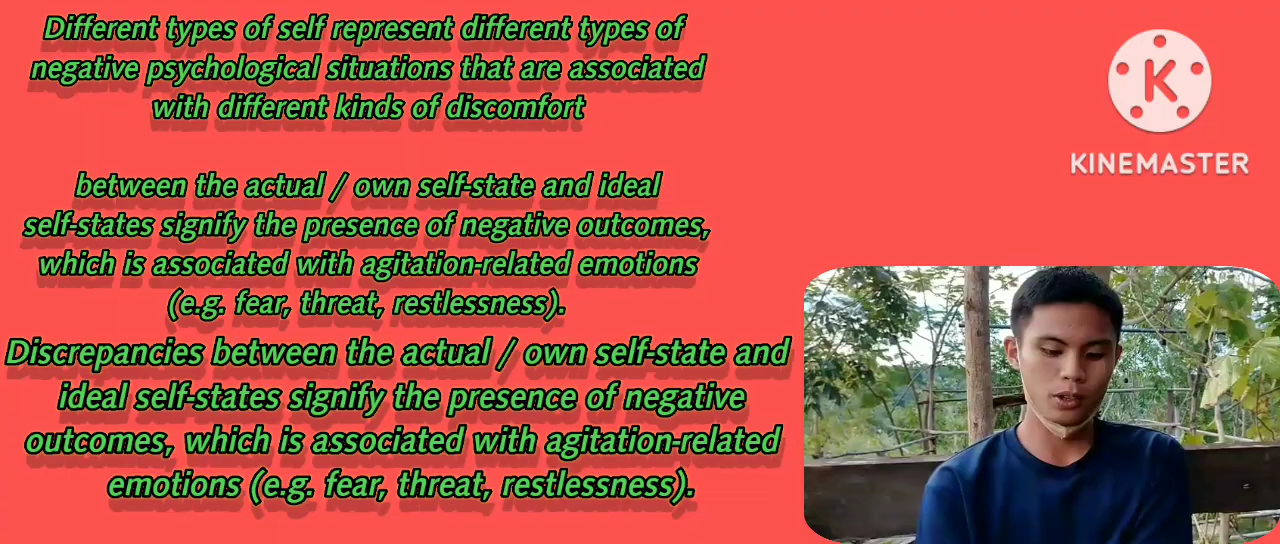 Different types of self represent different types of
negative psychological situations that are associated
with different kinds of discomfort
between the actual / own self-state and ideal
self-states signify the presence of negative outcomes,
which is associated with agitation-related emotions
(e.g. fear, threat, restlessness).
Discrepancies between the actual / own self-state and
ideal self-states signify the presence of negative
outcomes, which is associated with agitation-related
emotions (e.g. fear, threat, restlessness).
K
KINEMASTER